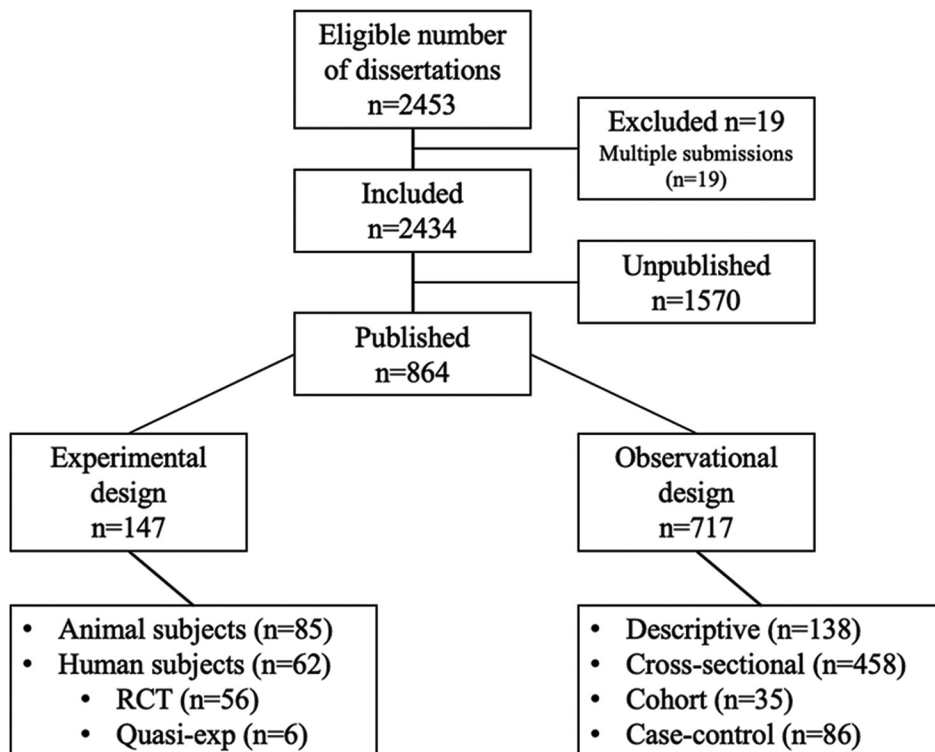 Eligible number
of dissertations
n=2453
Excluded n=19
Multiple submissions
(n=19)
Included
n=2434
Unpublished
n=1570
Published
n=864
Experimental
design
n=147
Observational
design
n=717
• Animal subjects (n=85)
• Human subjects (n=62)
• RCT (n=56)
• Quasi-exp (n=6)
• Descriptive (n=138)
• Cross-sectional (n=458)
• Cohort (n=35)
• Case-control (n=86)